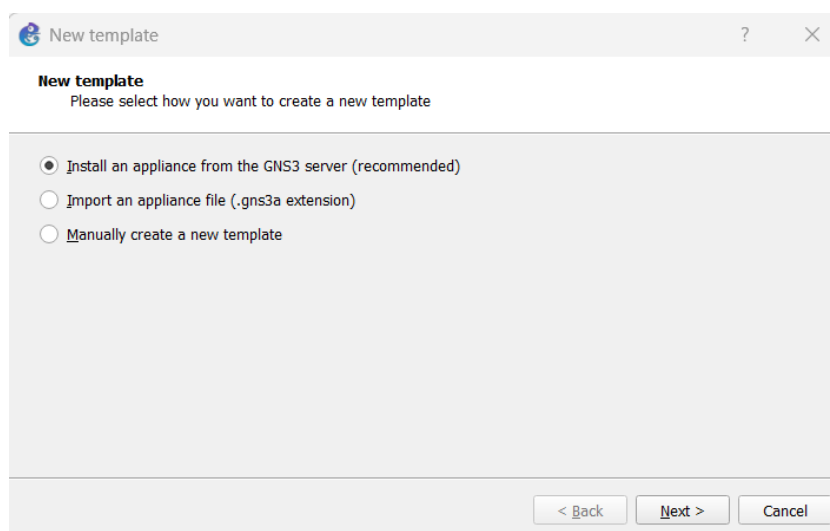 New template
?
New template
Please select how you want to create a new template
Install an appliance from the GNS3 server (recommended)
Import an appliance file (.gns3a extension)
Manually create a new template
< Back Next > Cancel